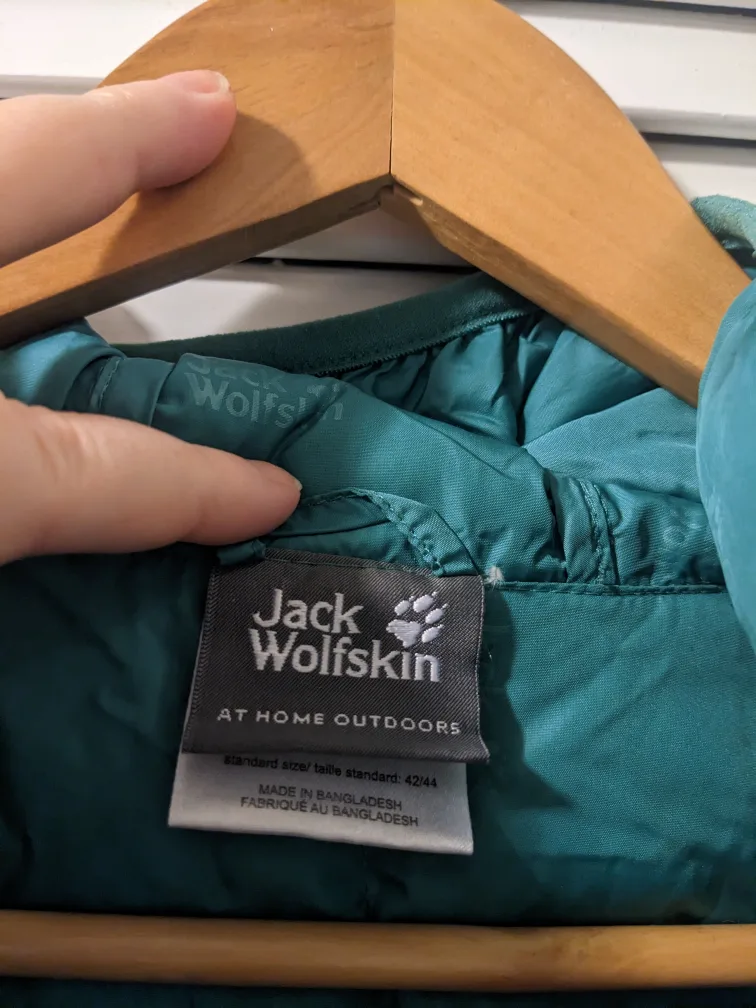 Jack
Wolfskin
Jack
Wolfskin
AT HOME OUTDOORS
standard size/ taille standard: 42/44
MADE IN BANGLADESH
FABRIQUÉ AU BANGLADESH